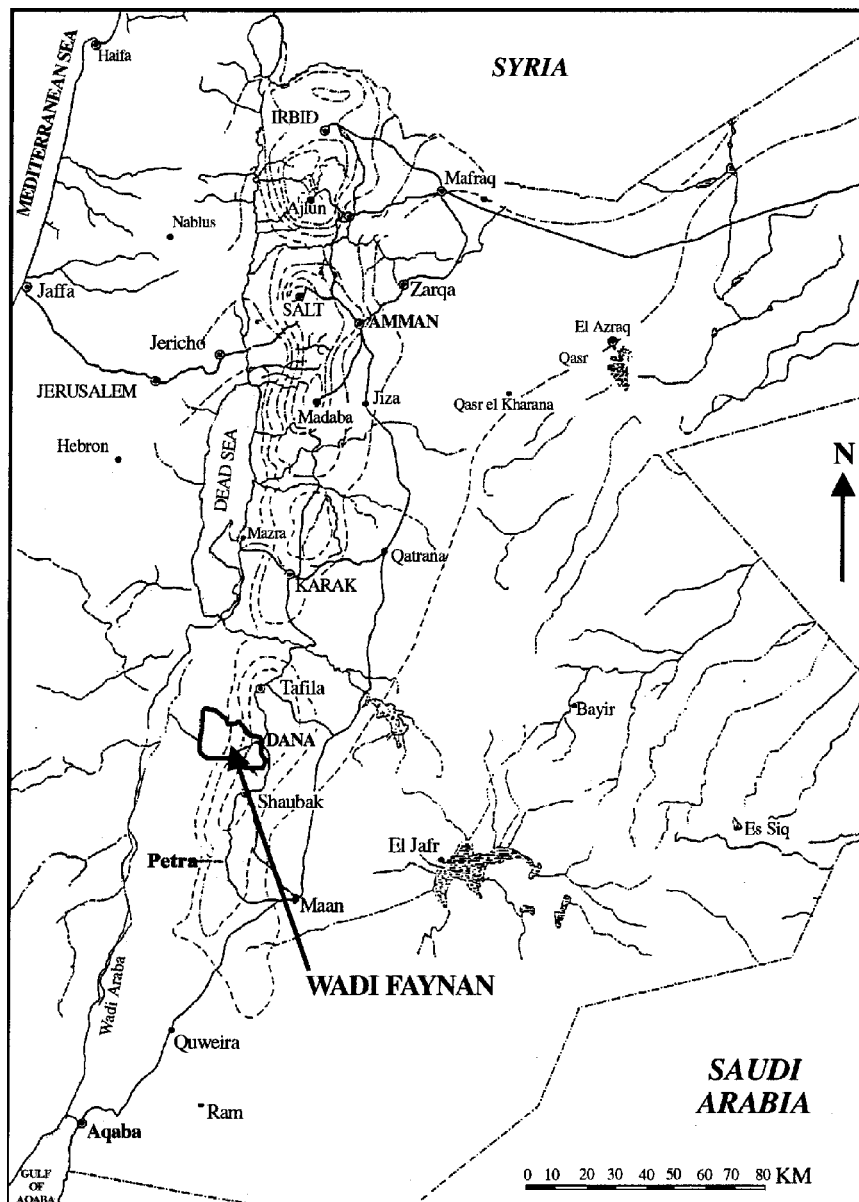 Haifa
SYRIA
MEDITERRANEAN SEA
IRBID
Mafraq
Ajlun
Nablus
Jaffa
Zarqa
SALT
AMMAN
El Azraq
Jericho
Qasr
JERUSALEM
Madaba
Jiza
Qasr el Kharana
Hebron
DEAD SEA
N
Mazra
Qatrana
KARAK
Tafila
Bayir
DANA
Shaubak
Es Siq
El Jafr
Petra
Maan
WADI FAYNAN
Wadi Araba
Quweira
SAUDI
ARABIA
Ram
Aqaba
GULF
OF
AQABA
0 10 20 30 40 50 60 70 80 KM